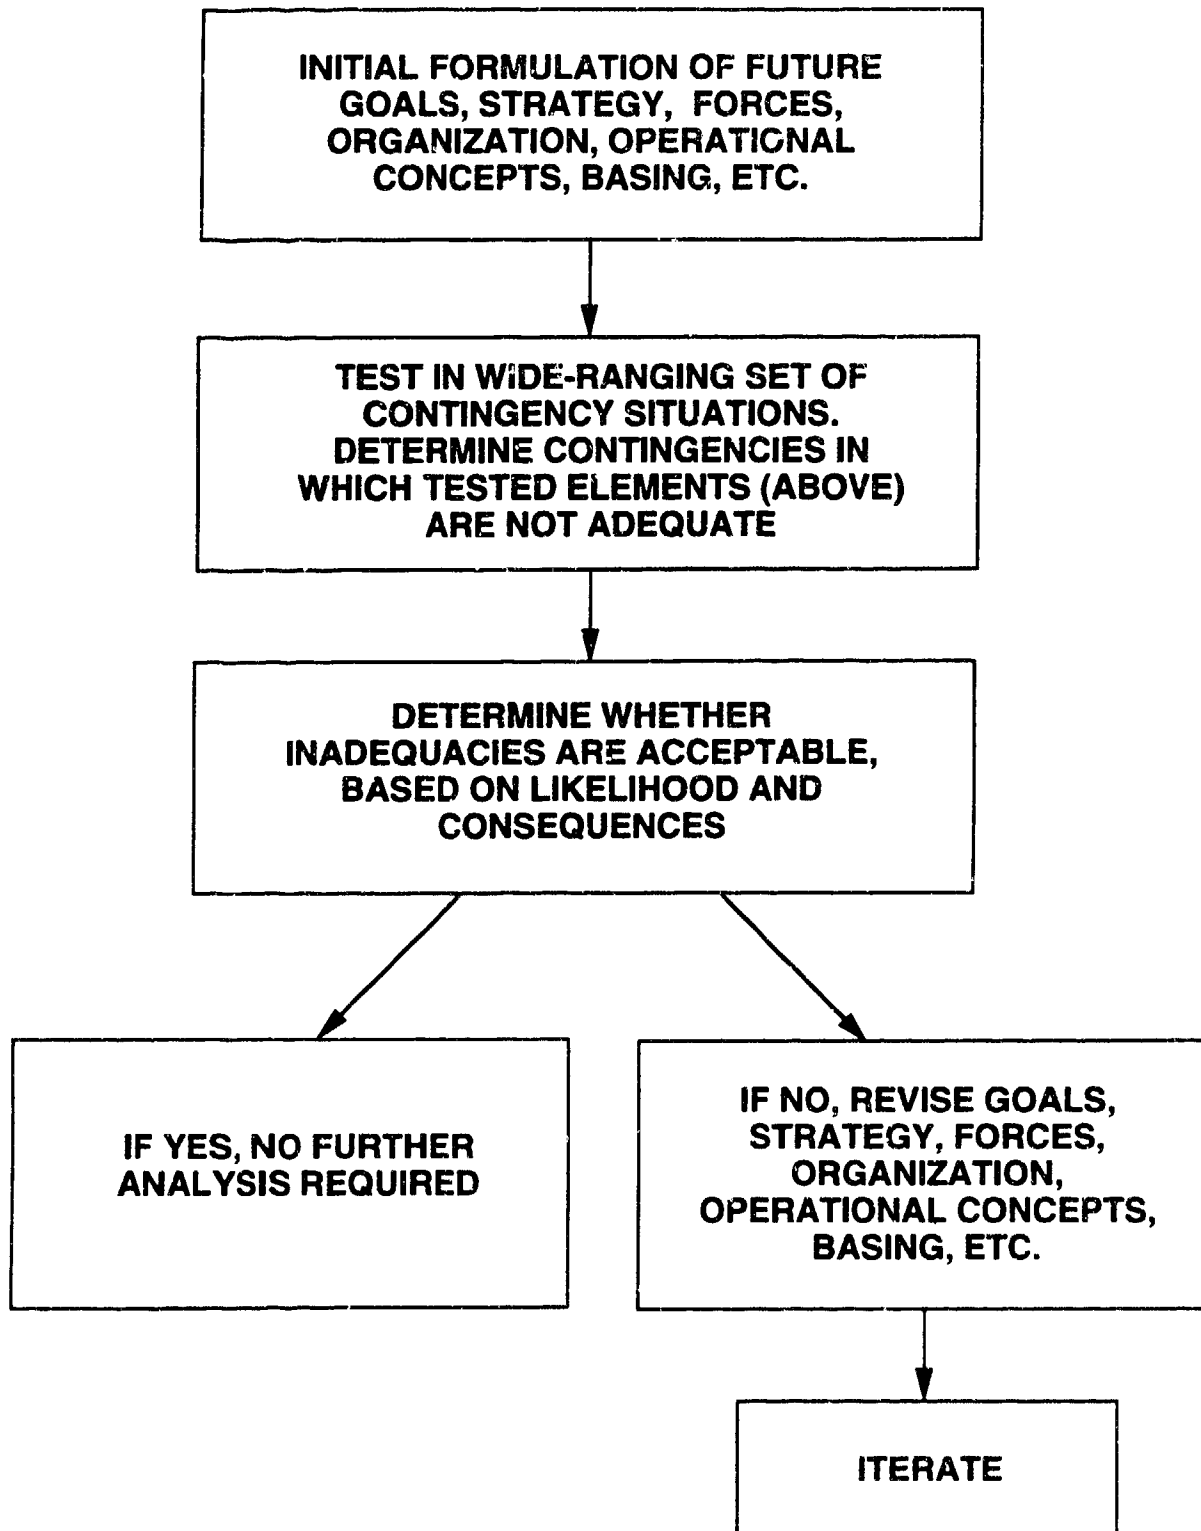 INITIAL FORMULATION OF FUTURE
GOALS, STRATEGY, FORCES,
ORGANIZATION, OPERATIONAL
CONCEPTS, BASING, ETC.
TEST IN WIDE-RANGING SET OF
CONTINGENCY SITUATIONS.
DETERMINE CONTINGENCIES IN
WHICH TESTED ELEMENTS (ABOVE)
ARE NOT ADEQUATE
DETERMINE WHETHER
INADEQUACIES ARE ACCEPTABLE,
BASED ON LIKELIHOOD AND
CONSEQUENCES
IF YES, NO FURTHER
ANALYSIS REQUIRED
IF NO, REVISE GOALS,
STRATEGY, FORCES,
ORGANIZATION,
OPERATIONAL CONCEPTS,
BASING, ETC.
ITERATE